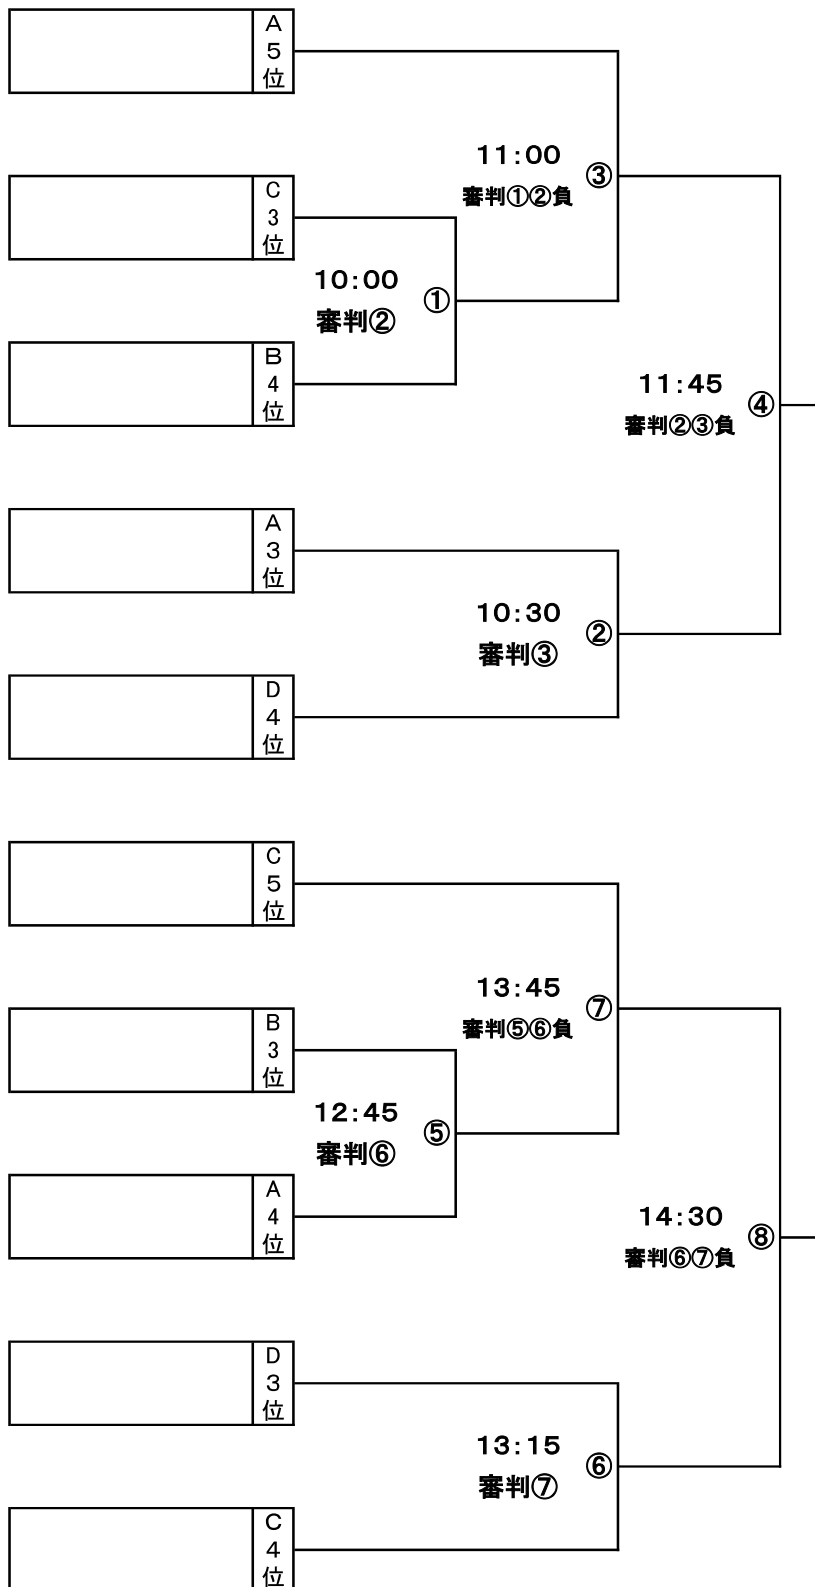 A
5
位
11:00
③
審判①②負
C
3
位
10:00
①
審判②
B
4
位
11:45
④
審判②③負
A
3
位
10:30
②
審判③
D
4
位
C
5
位
13:45
⑦
審判⑤⑥負
B
3
位
12:45
⑤
審判⑥
A
4
位
14:30
⑧
審判⑥⑦負
D
3
位
13:15
⑥
審判⑦
C
4
位